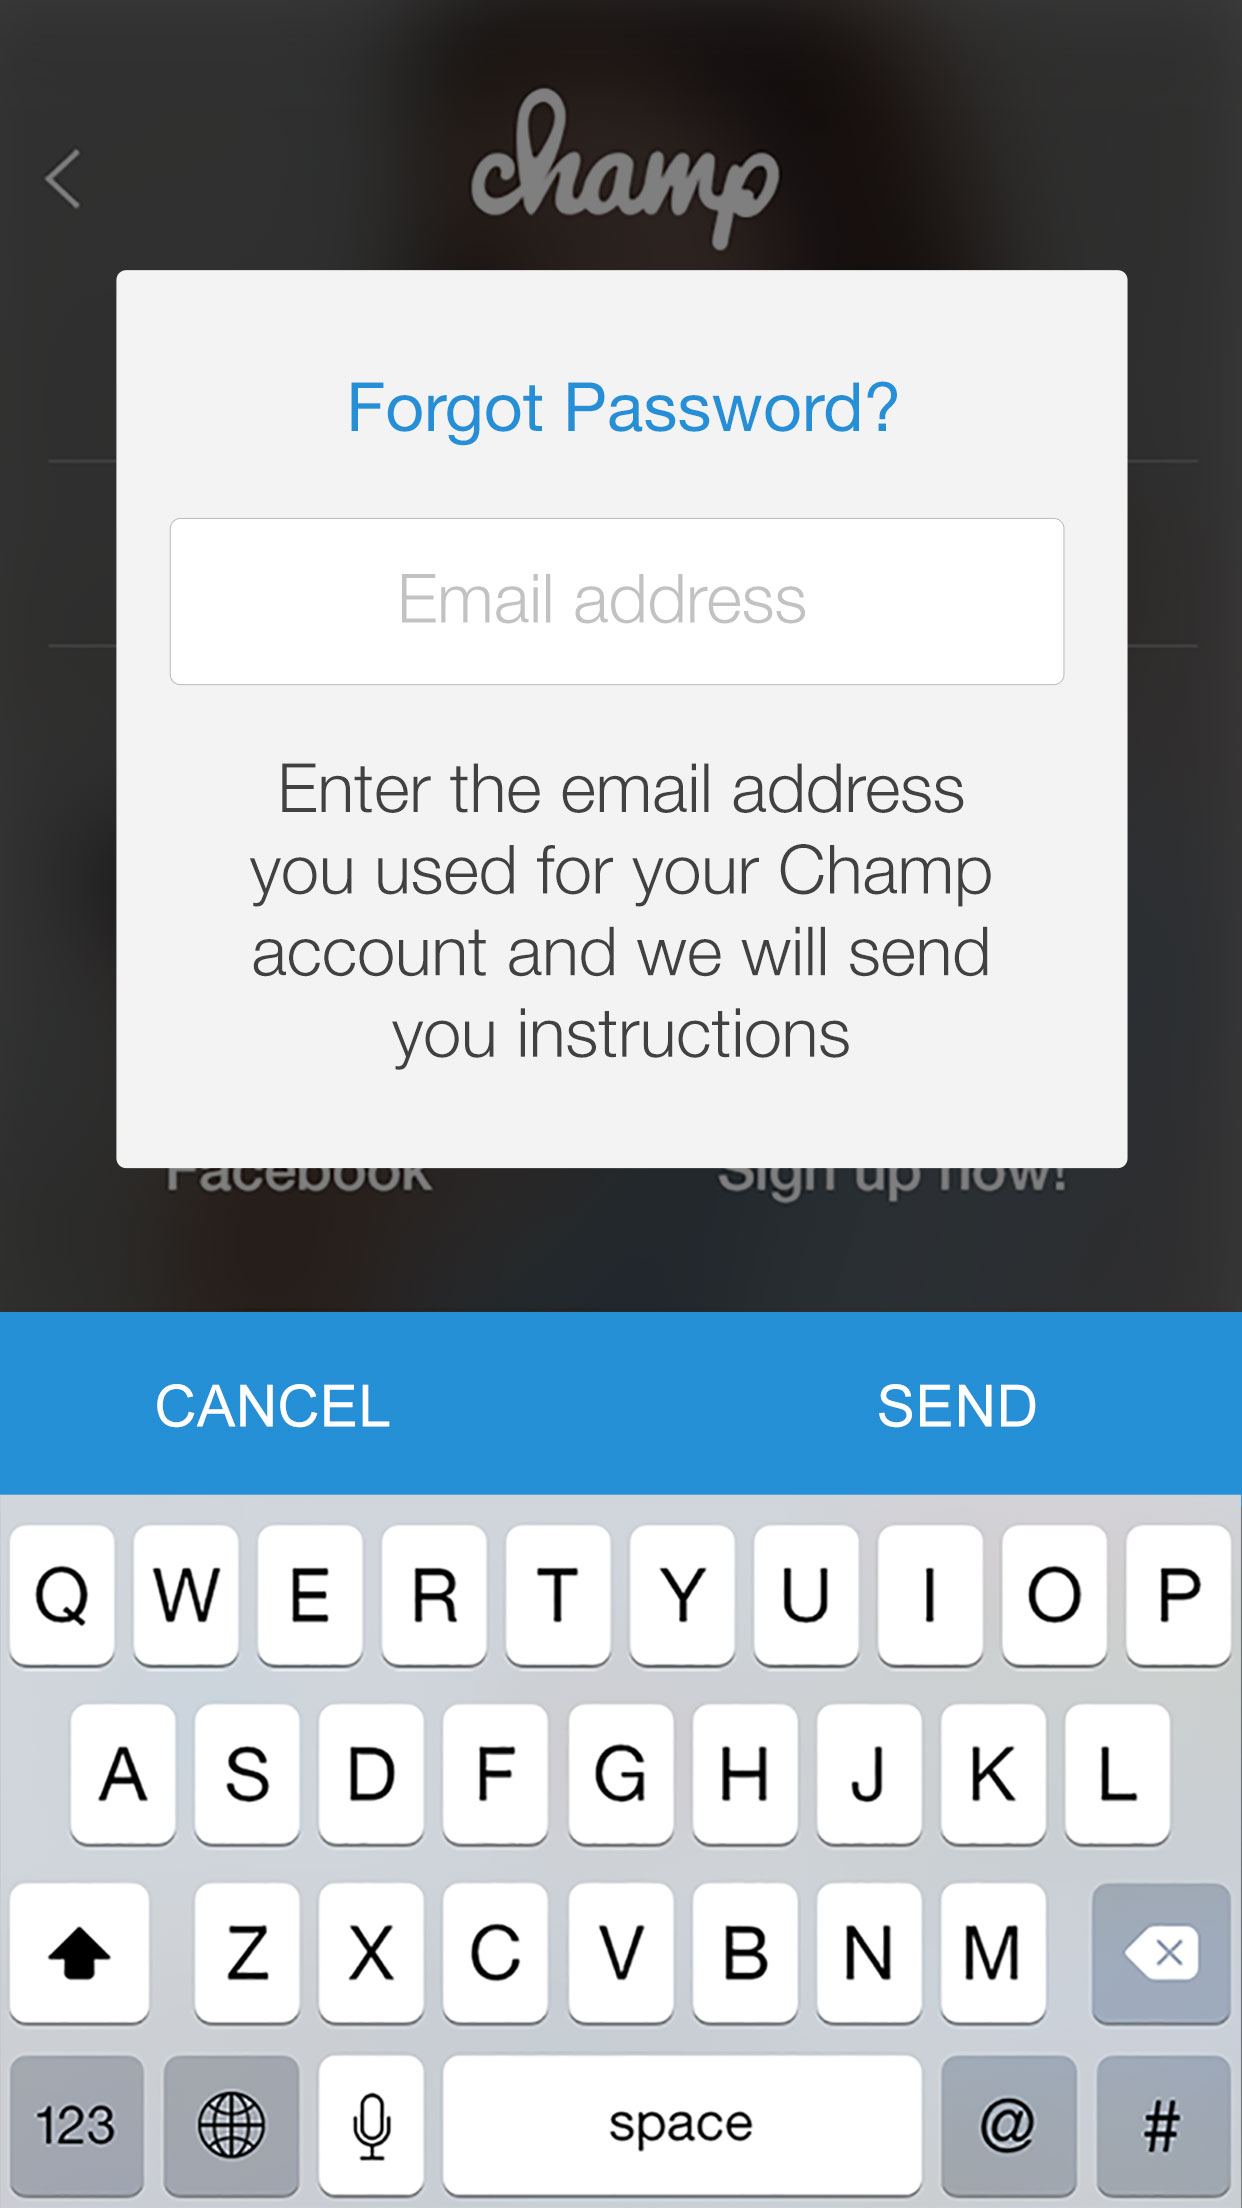 champ
Forgot Password?
Email address
Enter the email address
you used for your Champ
account and we will send
you instructions
Facebook Sign up now!
CANCEL SEND
Q W E R T Y U I O P
A S D F G H J K L
Z X C V B N M
123 space @ #